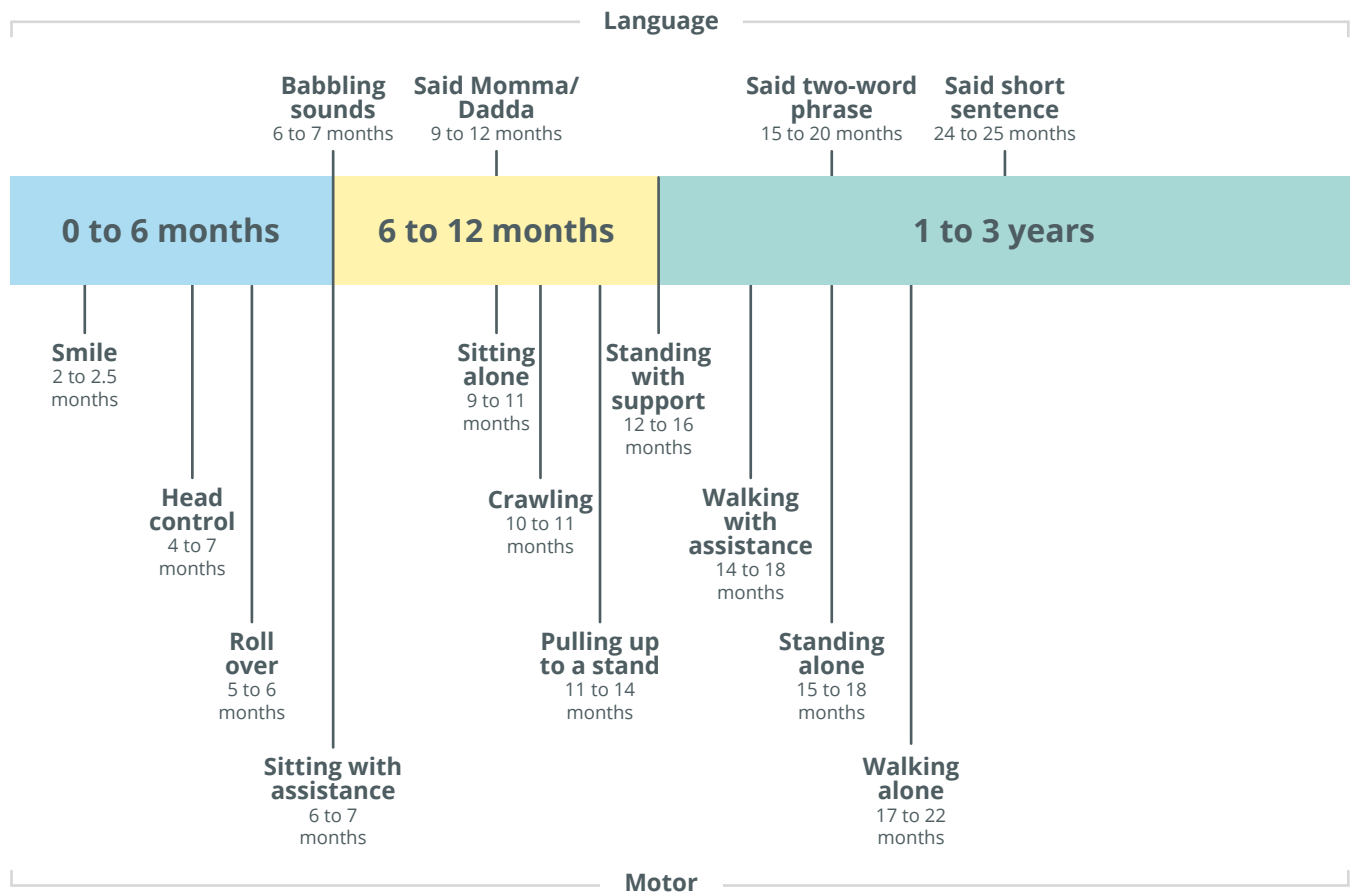 Language
Babbling
sounds
6 to 7 months
Said Momma/
Dadda
9 to 12 months
Said two-word
phrase
15 to 20 months
Said short
sentence
24 to 25 months
0 to 6 months
6 to 12 months
1 to 3 years
Smile
2 to 2.5
months
Head
control
4 to 7
months
Roll
over
5 to 6
months
Sitting with
assistance
6 to 7
months
Sitting
alone
9 to 11
months
Crawling
10 to 11
months
Pulling up
to a stand
11 to 14
months
Standing
with
support
12 to 16
months
Walking
with
assistance
14 to 18
months
Standing
alone
15 to 18
months
Walking
alone
17 to 22
months
Motor